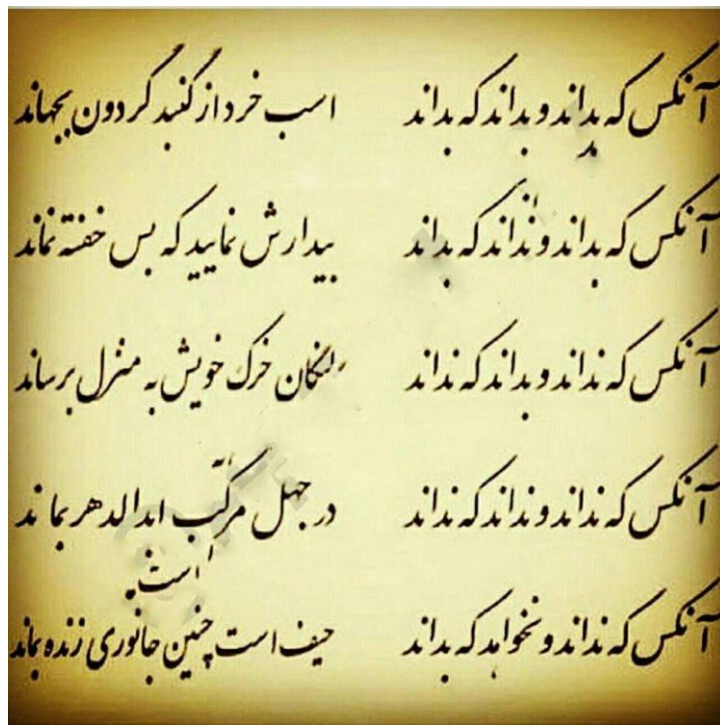 آنکس که بداند و بداند که بداند اسب خرد از گنبد گردون بجهاند
آنکس که بداند و نداند که بداند بیدارش نمایید که بس خفته نماند
آنکس که نداند و بداند که نداند لنگان خرک خویش به منزل برساند
آنکس که نداند و نداند که نداند در جهل مرکب ابدالدهر بماند
است
آنکس که نداند و نخواهد که بداند حیف است چنین جانوری زنده بماند